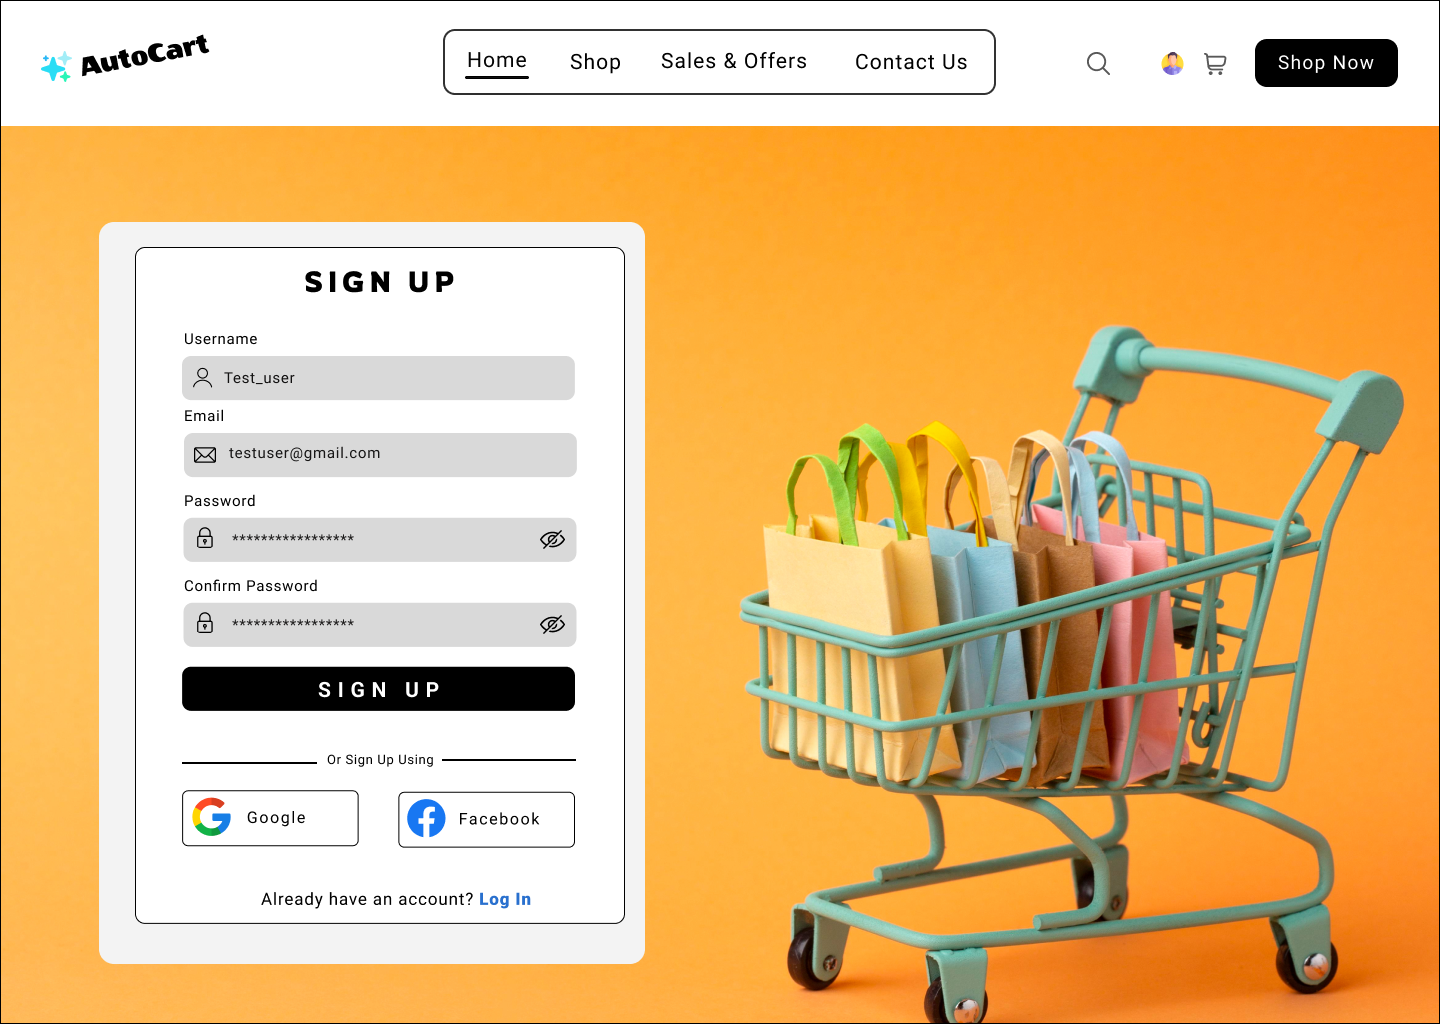 AutoCart
Home
Shop
Sales & Offers
Contact Us
Shop Now
SIGN UP
Username
Test_user
Email
testuser@gmail.com
Password
*****************
Confirm Password
*****************
SIGN UP
Or Sign Up Using
Google
Facebook
Already have an account? Log In